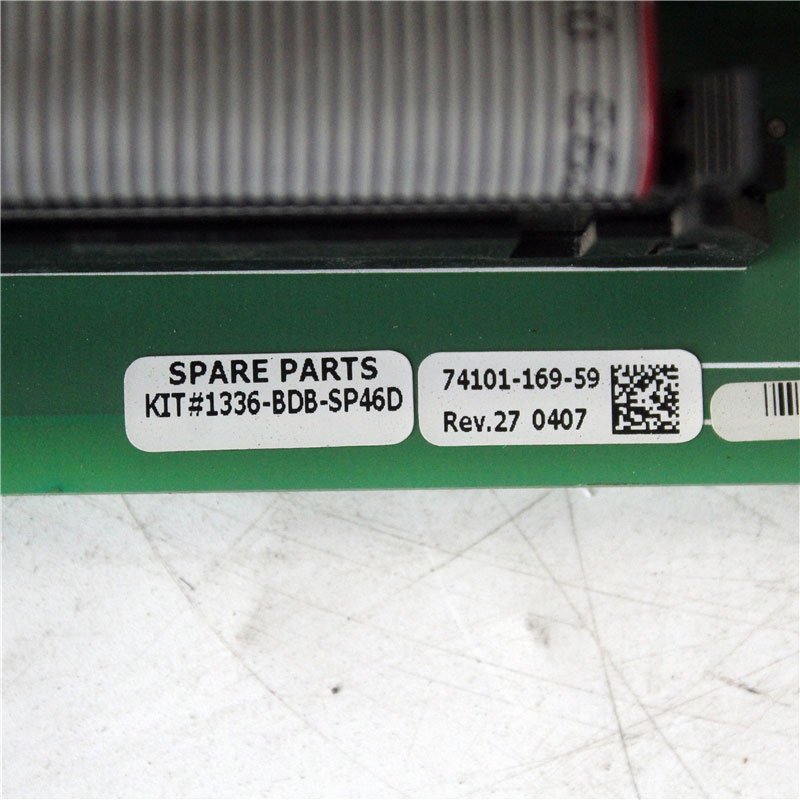 SPARE PARTS
KIT#1336-BDB-SP46D
74101-169-59
Rev.27 0407